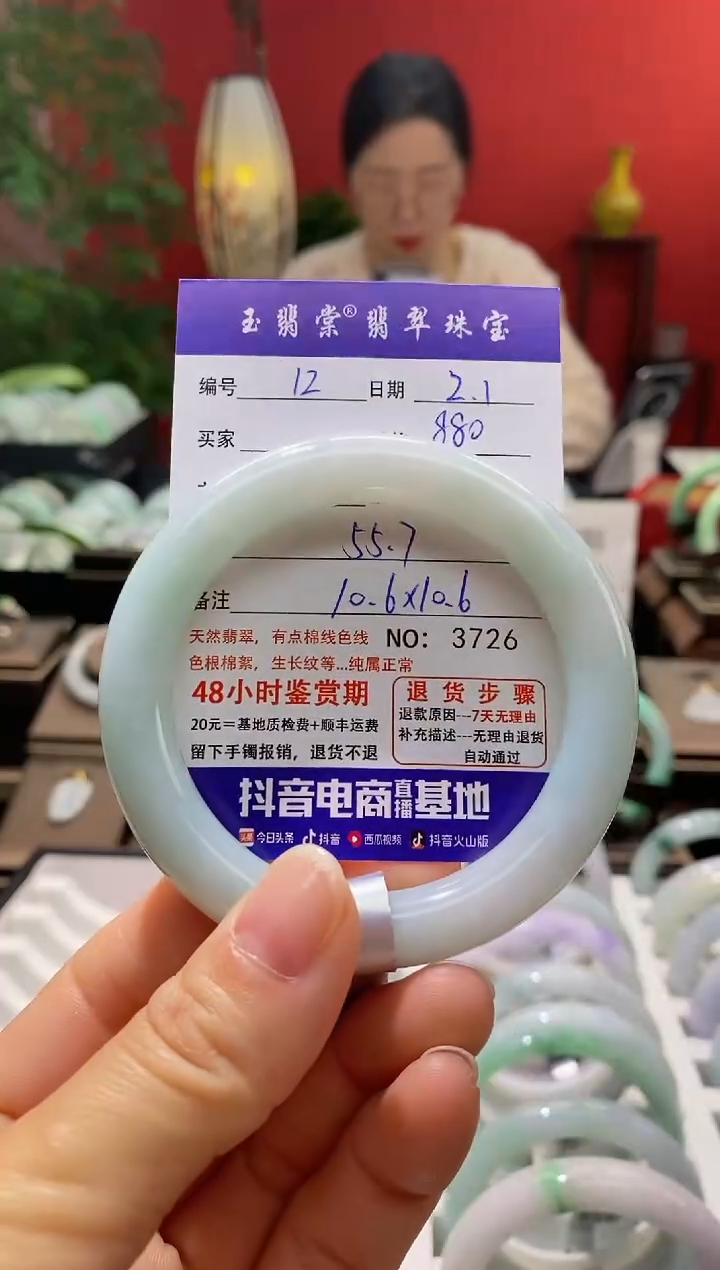 玉翡棠®翡翠珠宝
编号 12 日期 2.1
买家 880
55.7
备注 10.6×10.6
天然翡翠，有点棉线色线 NO： 3726
色根棉絮，生长纹等...纯属正常
48小时鉴赏期
20元=基地质检费+顺丰运费
留下手镯报销，退货不退
退货步骤
退款原因---7天无理由
补充描述---无理由退货
自动通过
抖音电商直播基地
头条 今日头条 抖音 西瓜视频 抖音火山版